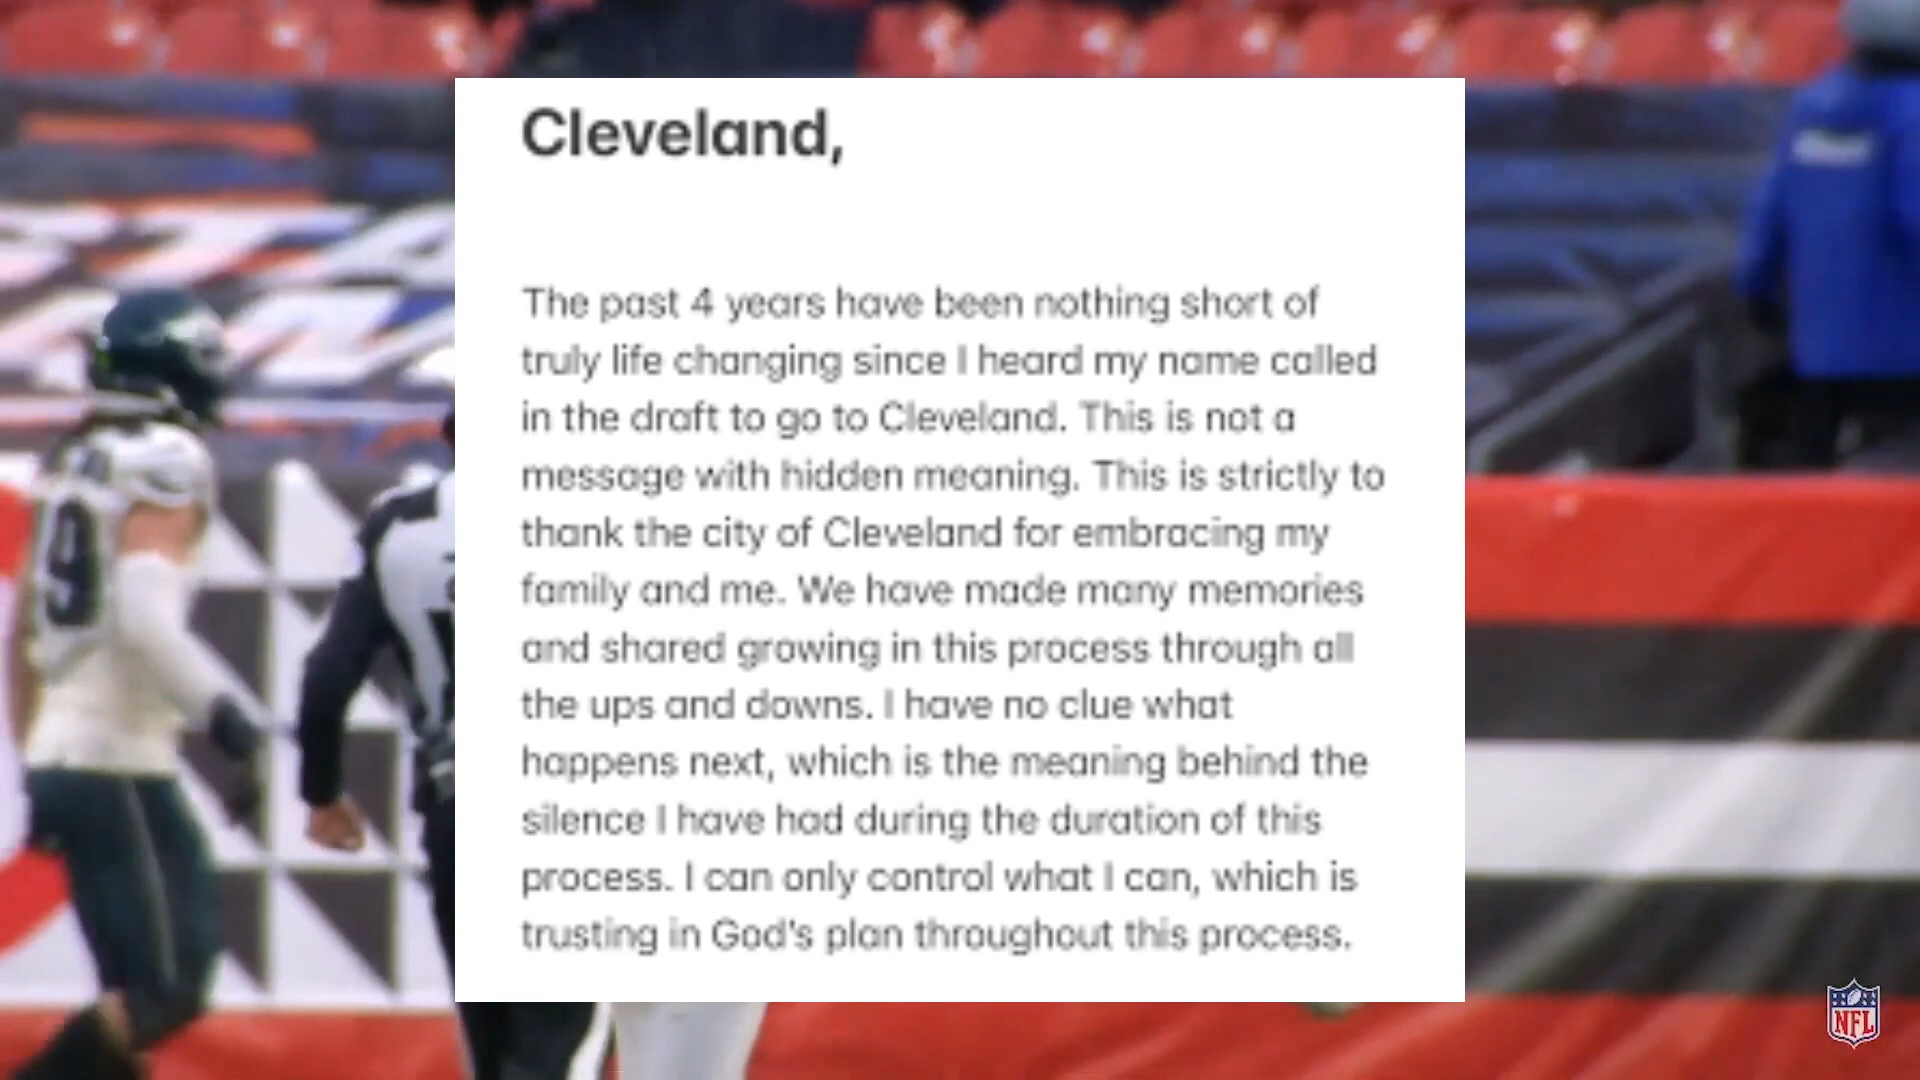 Cleveland,
The past 4 years have been nothing short of
truly life changing since I heard my name called
in the draft to go to Cleveland. This is not a
message with hidden meaning. This is strictly to
thank the city of Cleveland for embracing my
family and me. We have made many memories
and shared growing in this process through all
the ups and downs. I have no clue what
happens next, which is the meaning behind the
silence I have had during the duration of this
process. I can only control what I can, which is
trusting in God's plan throughout this process.
9
NFL